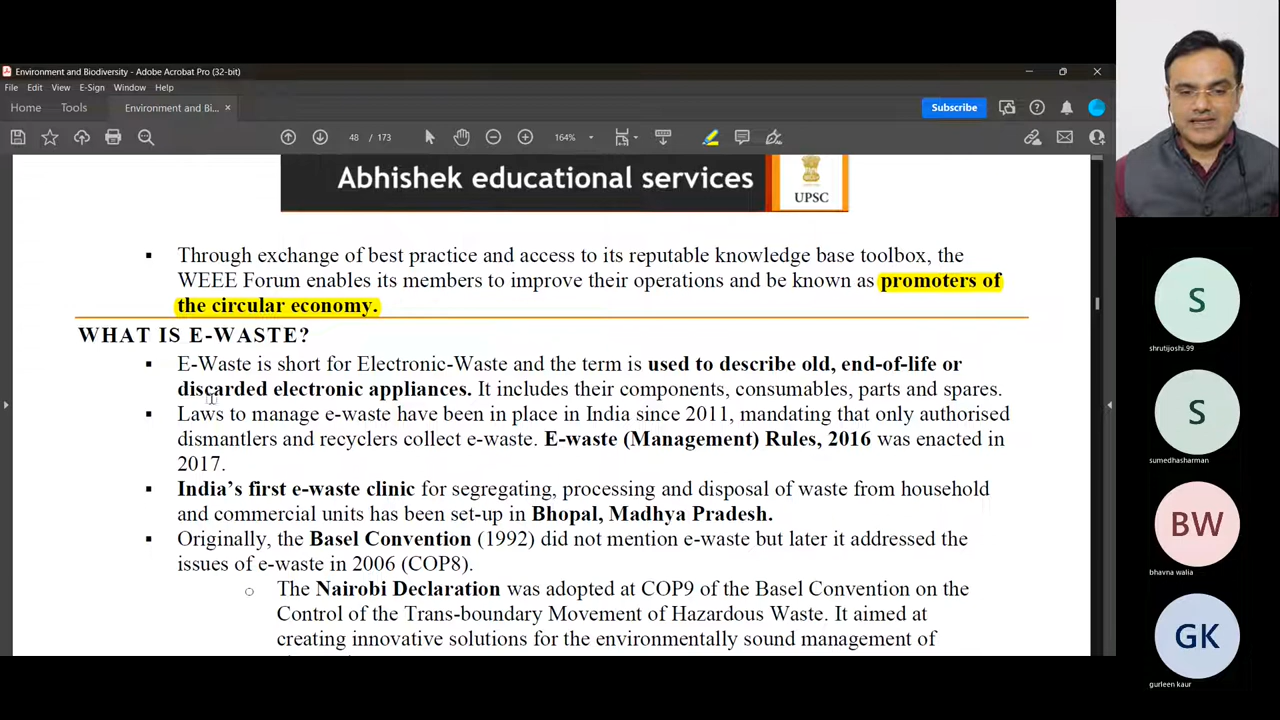 Environment and Biodiversity - Adobe Acrobat Pro (32-bit)
File Edit View E-Sign Window Help
Home Tools Environment and Bi... × Subscribe
48 / 173 164%
Abhishek educational services
UPSC
▪ Through exchange of best practice and access to its reputable knowledge base toolbox, the
WEEE Forum enables its members to improve their operations and be known as promoters of
the circular economy.
WHAT IS E-WASTE?
▪ E-Waste is short for Electronic-Waste and the term is used to describe old, end-of-life or
discarded electronic appliances. It includes their components, consumables, parts and spares.
▪ Laws to manage e-waste have been in place in India since 2011, mandating that only authorised
dismantlers and recyclers collect e-waste. E-waste (Management) Rules, 2016 was enacted in
2017.
▪ India's first e-waste clinic for segregating, processing and disposal of waste from household
and commercial units has been set-up in Bhopal, Madhya Pradesh.
▪ Originally, the Basel Convention (1992) did not mention e-waste but later it addressed the
issues of e-waste in 2006 (COP8).
o The Nairobi Declaration was adopted at COP9 of the Basel Convention on the
Control of the Trans-boundary Movement of Hazardous Waste. It aimed at
creating innovative solutions for the environmentally sound management of
S
shrutijoshi.99
S
sumedhasharman
BW
bhavna walia
GK
gurleen kaur